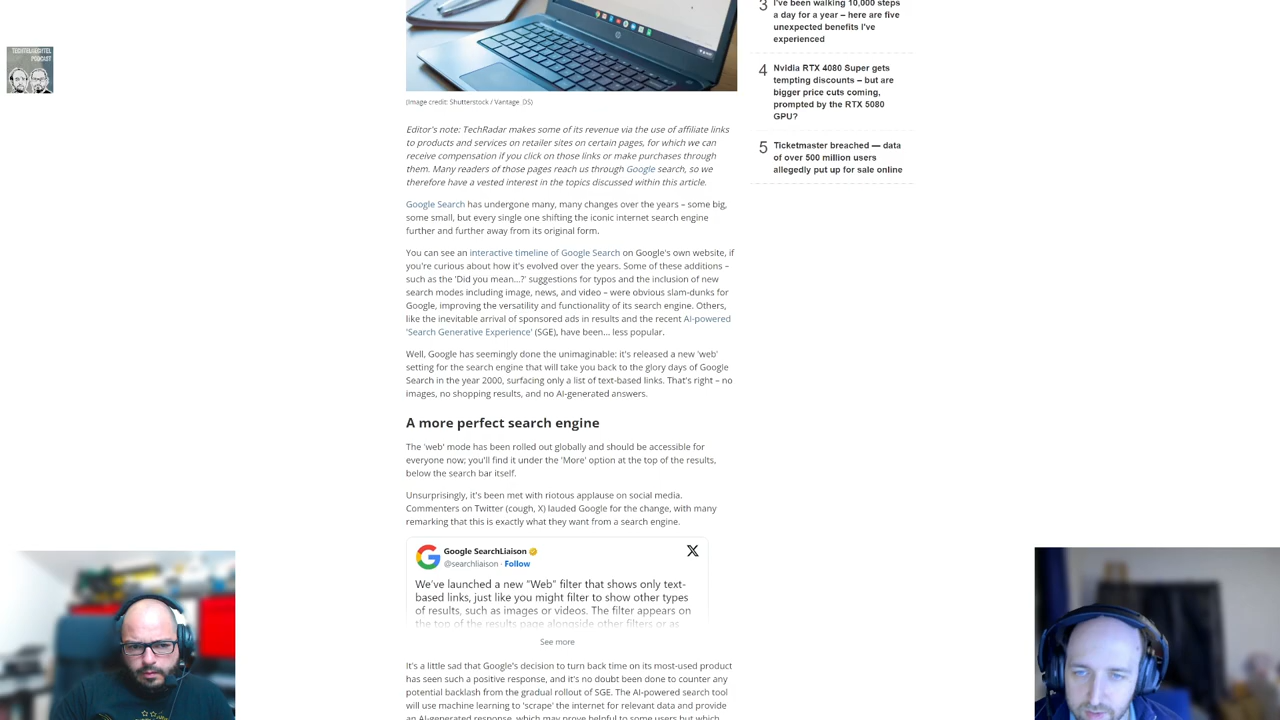 TECHTELMECHTEL
PODCAST
(Image credit: Shutterstock / Vantage_DS)
Editor's note: TechRadar makes some of its revenue via the use of affiliate links
to products and services on retailer sites on certain pages, for which we can
receive compensation if you click on those links or make purchases through
them. Many readers of those pages reach us through Google search, so we
therefore have a vested interest in the topics discussed within this article.
Google Search has undergone many, many changes over the years – some big,
some small, but every single one shifting the iconic internet search engine
further and further away from its original form.
You can see an interactive timeline of Google Search on Google's own website, if
you're curious about how it's evolved over the years. Some of these additions –
such as the 'Did you mean...?' suggestions for typos and the inclusion of new
search modes including image, news, and video – were obvious slam-dunks for
Google, improving the versatility and functionality of its search engine. Others,
like the inevitable arrival of sponsored ads in results and the recent AI-powered
'Search Generative Experience' (SGE), have been... less popular.
Well, Google has seemingly done the unimaginable: it's released a new 'web'
setting for the search engine that will take you back to the glory days of Google
Search in the year 2000, surfacing only a list of text-based links. That's right – no
images, no shopping results, and no AI-generated answers.
A more perfect search engine
The 'web' mode has been rolled out globally and should be accessible for
everyone now; you'll find it under the 'More' option at the top of the results,
below the search bar itself.
Unsurprisingly, it's been met with riotous applause on social media.
Commenters on Twitter (cough, X) lauded Google for the change, with many
remarking that this is exactly what they want from a search engine.
Google SearchLiaison
@searchliaison · Follow
We've launched a new "Web" filter that shows only text-
based links, just like you might filter to show other types
of results, such as images or videos. The filter appears on
the top of the results page alongside other filters or as
See more
It's a little sad that Google's decision to turn back time on its most-used product
has seen such a positive response, and it's no doubt been done to counter any
potential backlash from the gradual rollout of SGE. The AI-powered search tool
will use machine learning to 'scrape' the internet for relevant data and provide
an AI-generated response, which may prove helpful to some users but which
3 I've been walking 10,000 steps
a day for a year – here are five
unexpected benefits I've
experienced
4 Nvidia RTX 4080 Super gets
tempting discounts – but are
bigger price cuts coming,
prompted by the RTX 5080
GPU?
5 Ticketmaster breached — data
of over 500 million users
allegedly put up for sale online